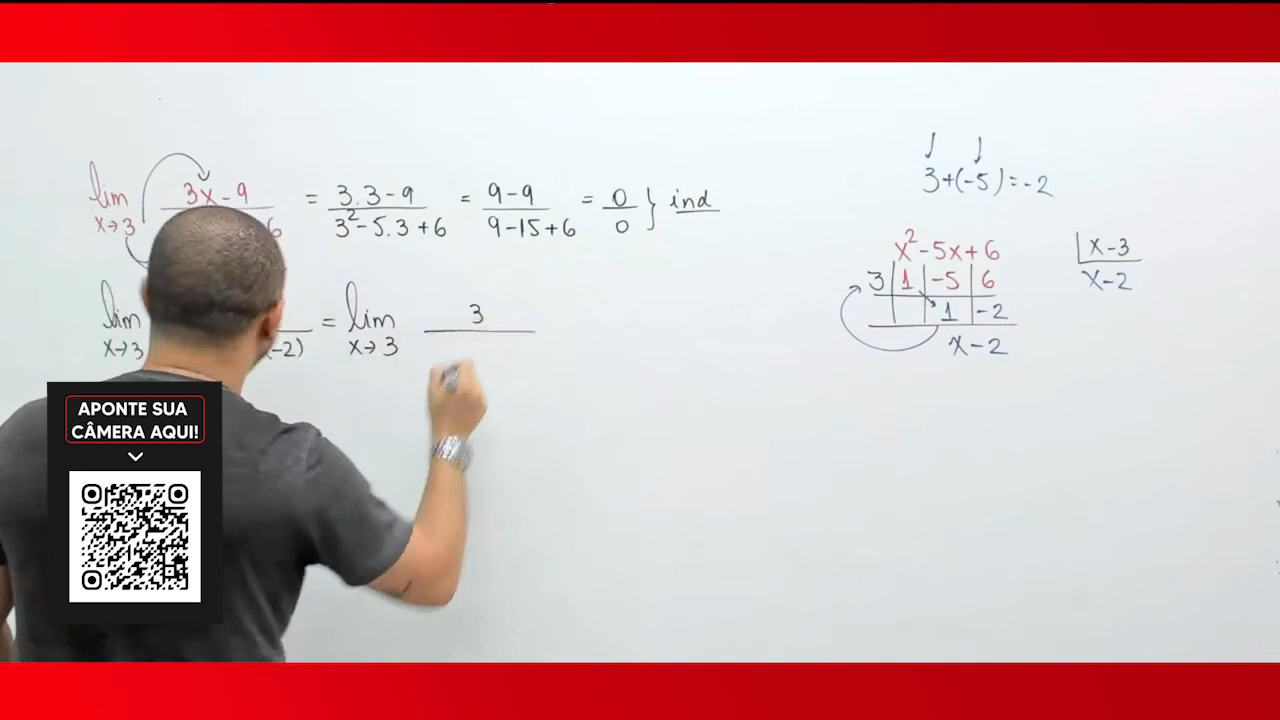 3+(-5)=-2
lim x→3 3x-9 / 6 = 3.3-9 / 3²-5.3+6 = 9-9 / 9-15+6 = 0/0 } ind
x²-5x+6 | x-3
3 | 1 | -5 | 6 x-2
1 | -2
x-2
lim x→3 -2) = lim x→3 3
APONTE SUA
CÂMERA AQUI!